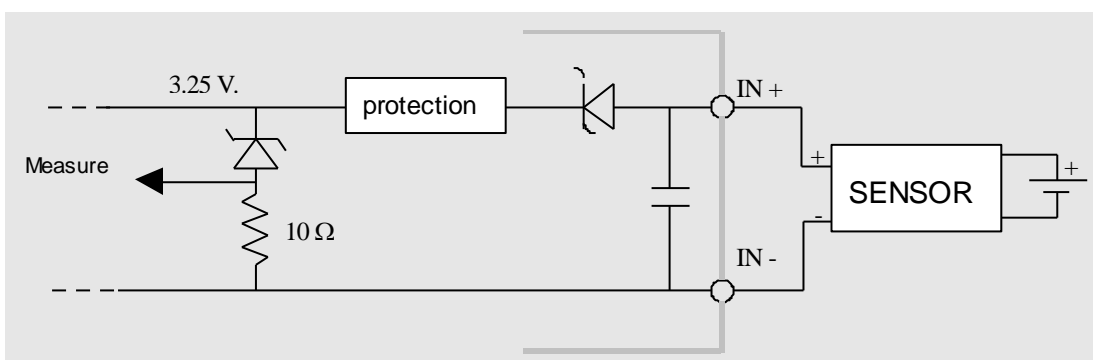 3.25 V.
protection
IN +
Measure
+
SENSOR
+
-
10 Ω
IN -